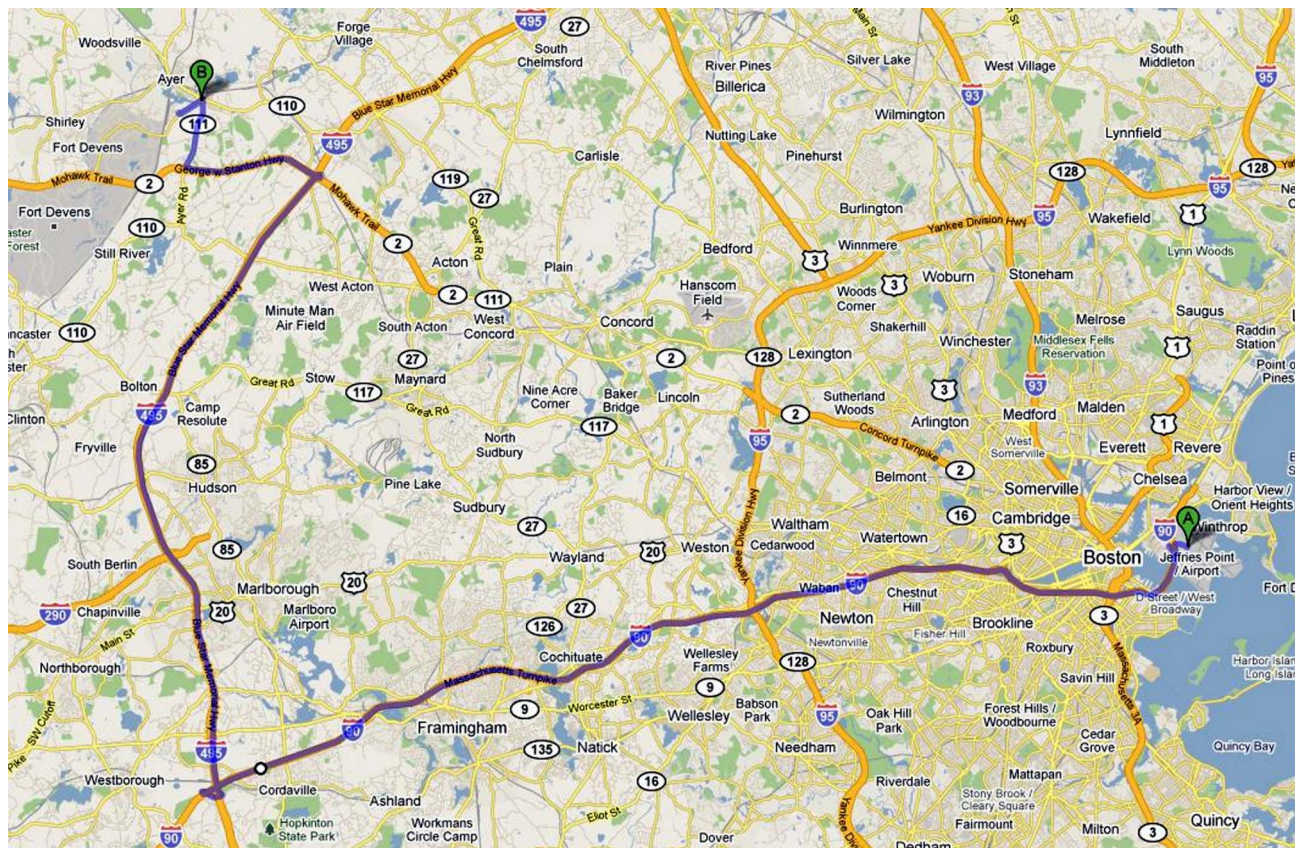 Woodsville
Forge
Village
495
27
South
Chelmsford
River Pines
Billerica
Silver Lake
Main St
West Village
South
Middleton
95
93
Ayer
B
110
111
Shirley
Fort Devens
Blue Star Memorial Hwy
495
Wilmington
Nutting Lake
Pinehurst
Lynnfield
128
95
128
Mohawk Trail
2
George w Stanton Hwy
Carlisle
119
27
Great Rd
Ayer Rd
Fort Devens
110
Still River
Mohawk Trail
2
Acton
2
111
West
Concord
Plain
Bedford
Hanscom
Field
Burlington
Winnmere
3
Woods
Corner
3
Yankee Division Hwy
95
Wakefield
1
Lynn Woods
Woburn
Stoneham
West Acton
Minute Man
Air Field
South Acton
27
Maynard
Concord
2
128
Lexington
Shakerhill
Winchester
Middlesex Fells
Reservation
Melrose
Saugus
Raddin
Station
1
110
Blue Star Memorial Hwy
Bolton
495
Camp
Resolute
Great Rd
Stow
117
Great Rd
Nine Acre
Corner
Baker
Bridge
Lincoln
117
2
Sutherland
Woods
3
Arlington
93
Medford
Malden
1
Clinton
Fryville
85
Hudson
North
Sudbury
95
Concord Turnpike
2
West
Somerville
Everett
Revere
Pine Lake
Sudbury
27
Belmont
Somerville
Chelsea
Harbor View /
Orient Heights
South Berlin
85
Wayland
20
Weston
Yankee Division Hwy
Waltham
Cedarwood
Watertown
16
3
Cambridge
90
A
Winthrop
Boston
Jeffries Point
/ Airport
290
Chapinville
Main St
20
Marlborough
Marlboro
Airport
20
126
27
Cochituate
90
Waban
90
Newton
Newtonville
Chestnut
Hill
Fisher Hill
Brookline
3
D Street / West
Broadway
Northborough
Blue Star Memorial Hwy
Massachusetts Turnpike
Wellesley
Farms
128
Roxbury
Savin Hill
Massachusetts 3A
SW Cutoff
Pike
495
90
Framingham
9
Worcester St
9
Wellesley
Babson
Park
95
Oak Hill
Park
Forest Hills /
Woodbourne
Cedar
Grove
Quincy Bay
135
Natick
Needham
Westborough
Cordaville
Ashland
16
Riverdale
Mattapan
Stony Brook /
Cleary Square
90
Hopkinton
State Park
Workmans
Circle Camp
Eliot St
Dover
Fairmount
Milton
3
Quincy
Dedham